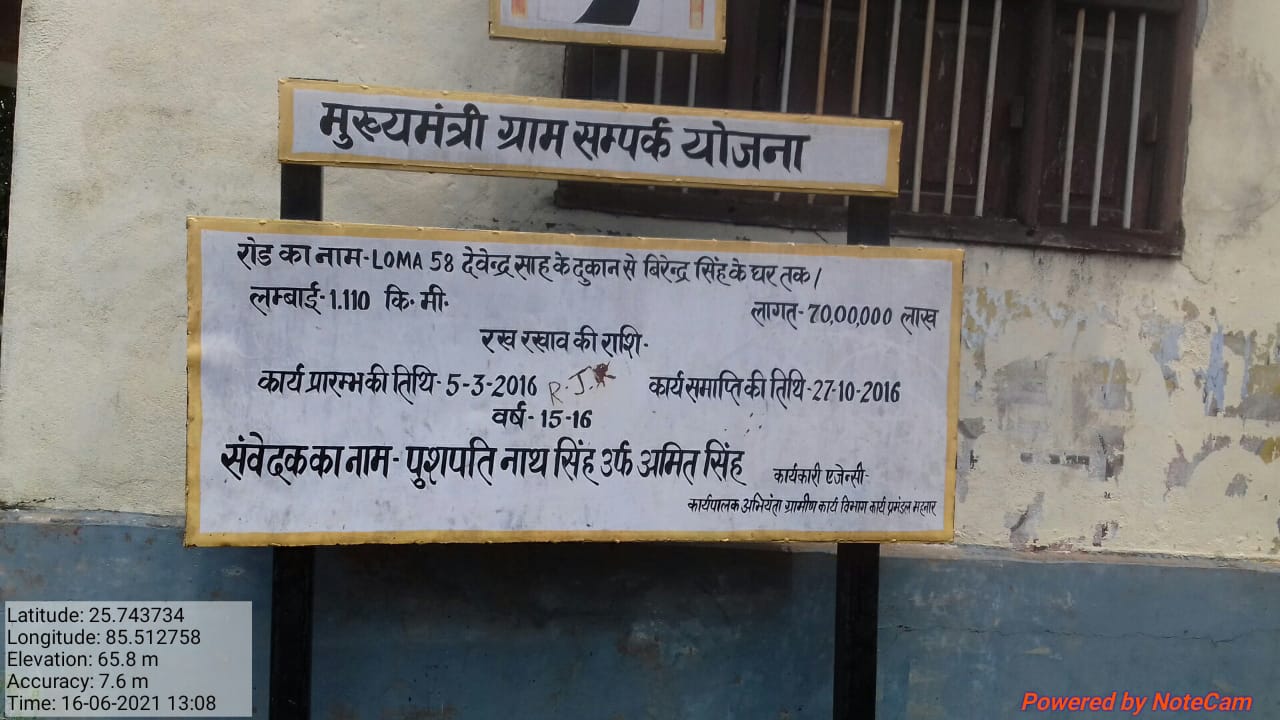 मुख्यमंत्री ग्राम सम्पर्क योजना
रोड का नाम-LOMA 58 देवेन्द्र साह के दुकान से बिरेन्द्र सिंह के घर तक।
लम्बाई-1.110 कि. मी. लागत-70,00,000 लाख
रख रखाव की राशि-
कार्य प्रारम्भ की तिथि-5-3-2016 R.J. कार्य समाप्ति की तिथि-27-10-2016
वर्ष-15-16
संवेदक का नाम-पुशपति नाथ सिंह उर्फ अमित सिंह
कार्यकारी एजेन्सी-
कार्यपालक अभियंता ग्रामीण कार्य विभाग कार्य प्रमंडल महनार
Latitude: 25.743734
Longitude: 85.512758
Elevation: 65.8 m
Accuracy: 7.6 m
Time: 16-06-2021 13:08
Powered by NoteCam